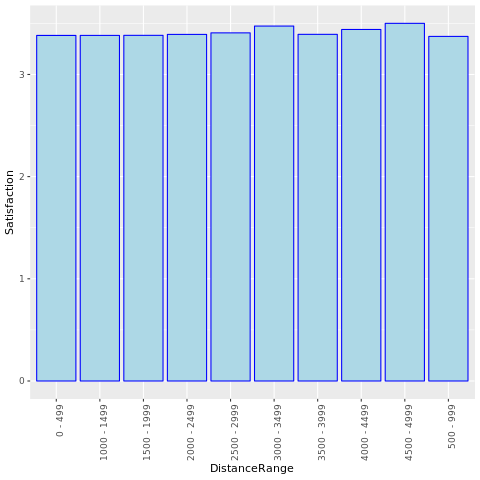 Satisfaction
3
2
1
0
0 - 499
1000 - 1499
1500 - 1999
2000 - 2499
2500 - 2999
3000 - 3499
3500 - 3999
4000 - 4499
4500 - 4999
500 - 999
DistanceRange